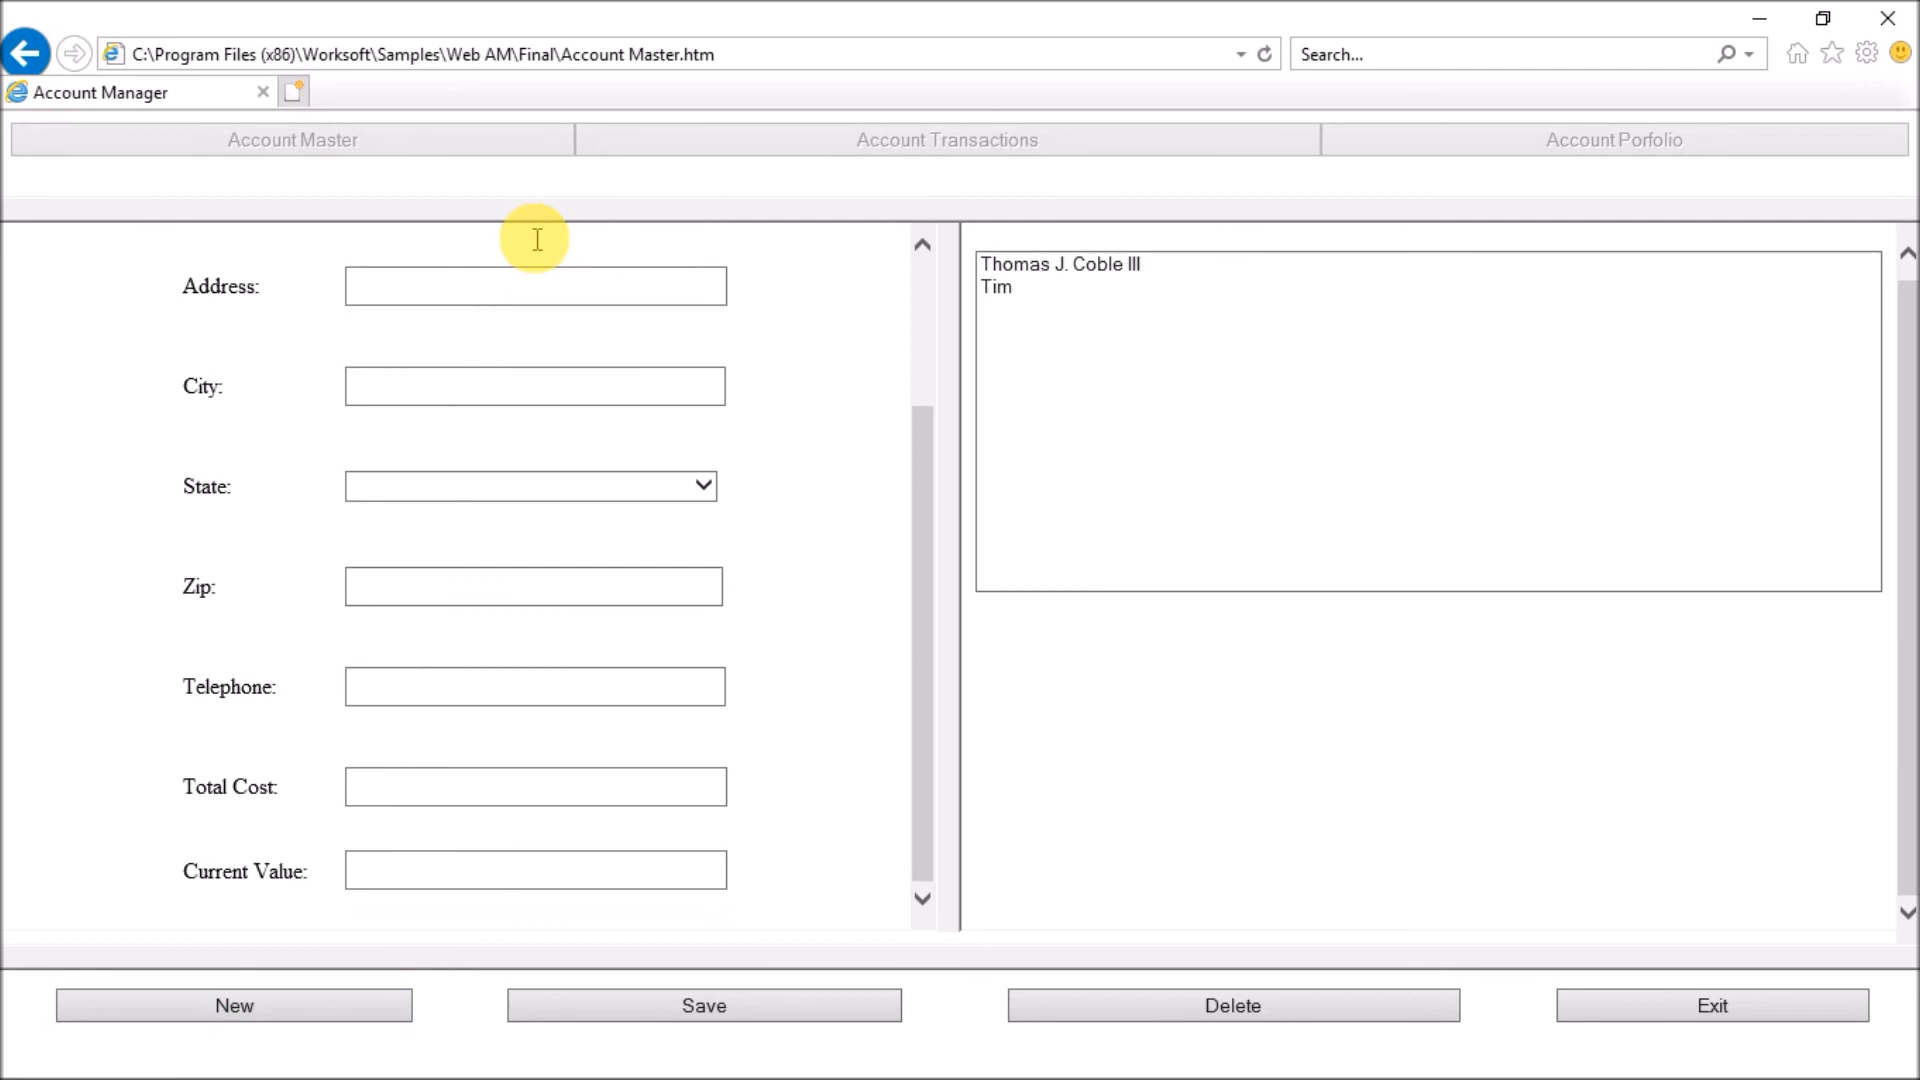 C:\Program Files (x86)\Worksoft\Samples\Web AM\Final\Account Master.htm
Search...
Account Manager
Account Master
Account Transactions
Account Porfolio
Address:
City:
State:
Zip:
Telephone:
Total Cost:
Current Value:
Thomas J. Coble III
Tim
New
Save
Delete
Exit